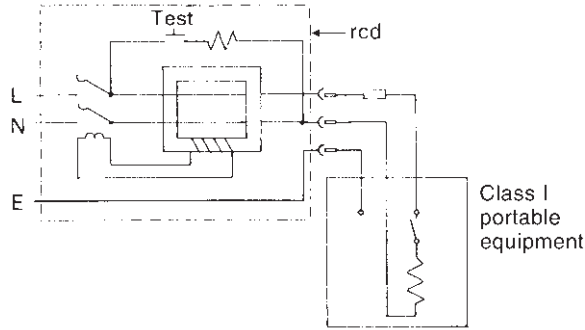 Test
rcd
L
N
E
Class I
portable
equipment